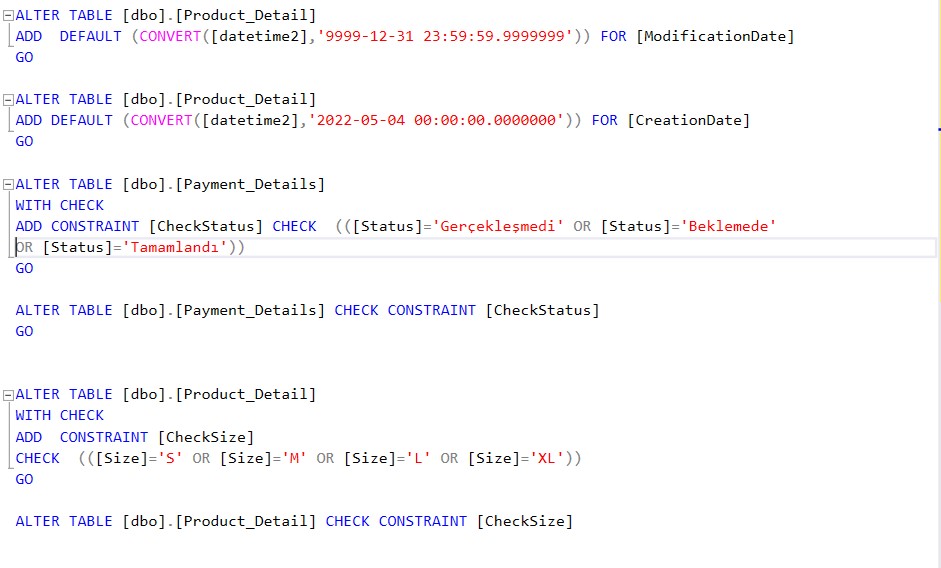 ALTER TABLE [dbo].[Product_Detail]
ADD  DEFAULT (CONVERT([datetime2],'9999-12-31 23:59:59.9999999')) FOR [ModificationDate]
GO
ALTER TABLE [dbo].[Product_Detail]
ADD DEFAULT (CONVERT([datetime2],'2022-05-04 00:00:00.0000000')) FOR [CreationDate]
GO
ALTER TABLE [dbo].[Payment_Details]
WITH CHECK
ADD CONSTRAINT [CheckStatus] CHECK  (([Status]='Gerçekleşmedi' OR [Status]='Beklemede'
OR [Status]='Tamamlandı'))
GO
ALTER TABLE [dbo].[Payment_Details] CHECK CONSTRAINT [CheckStatus]
GO
ALTER TABLE [dbo].[Product_Detail]
WITH CHECK
ADD  CONSTRAINT [CheckSize]
CHECK  (([Size]='S' OR [Size]='M' OR [Size]='L' OR [Size]='XL'))
GO
ALTER TABLE [dbo].[Product_Detail] CHECK CONSTRAINT [CheckSize]